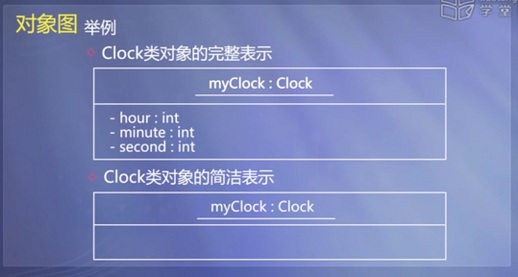 学堂
对象图 举例
Clock类对象的完整表示
myClock : Clock
- hour : int
- minute : int
- second : int
Clock类对象的简洁表示
myClock : Clock